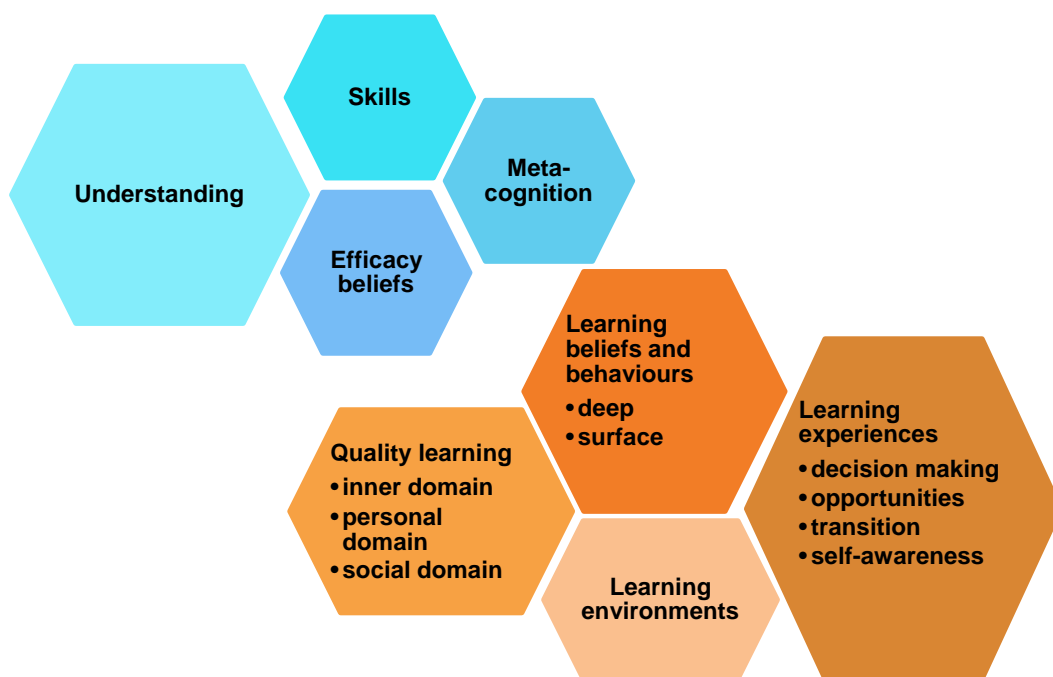 Skills
Understanding
Meta-
cognition
Efficacy
beliefs
Learning
beliefs and
behaviours
• deep
• surface
Quality learning
• inner domain
• personal
domain
• social domain
Learning
experiences
• decision making
• opportunities
• transition
• self-awareness
Learning
environments